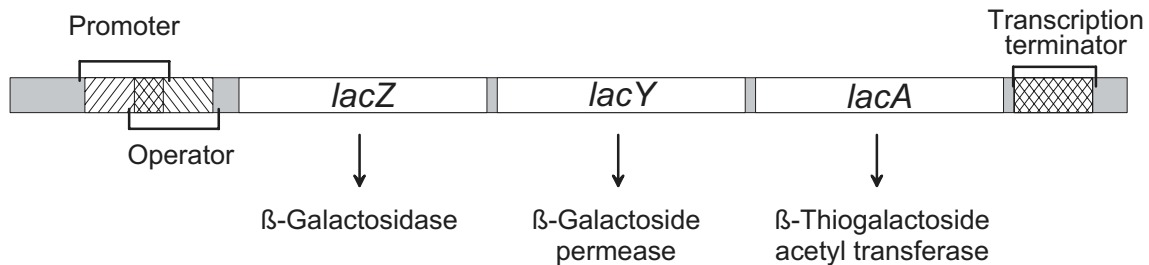 Promoter
Transcription
terminator
lacZ
lacY
lacA
Operator
ß-Galactosidase
ß-Galactoside
permease
ß-Thiogalactoside
acetyl transferase